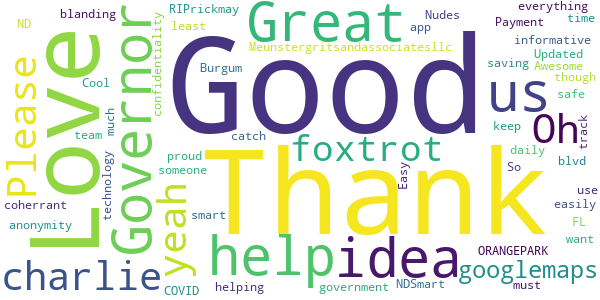 ND
blanding
RIPrickmay
least
Great
Nudes
app
Payment
everything
time
informative
Updated
Awesome
though
saving
safe
Meunstergritsandassociatesllc
confidentiality
Governor
Love
Please
Cool
team
much
technology
Good
Burgum
catch
us
keep
Oh
track
daily
blvd
So
use
easily
FL
want
foxtrot
Easy
Thank
proud
someone
smart
yeah
coherrant
anonymity
charlie
COVID
help
helping
idea
government
NDSmart
ORANGEPARK
googlemaps
must